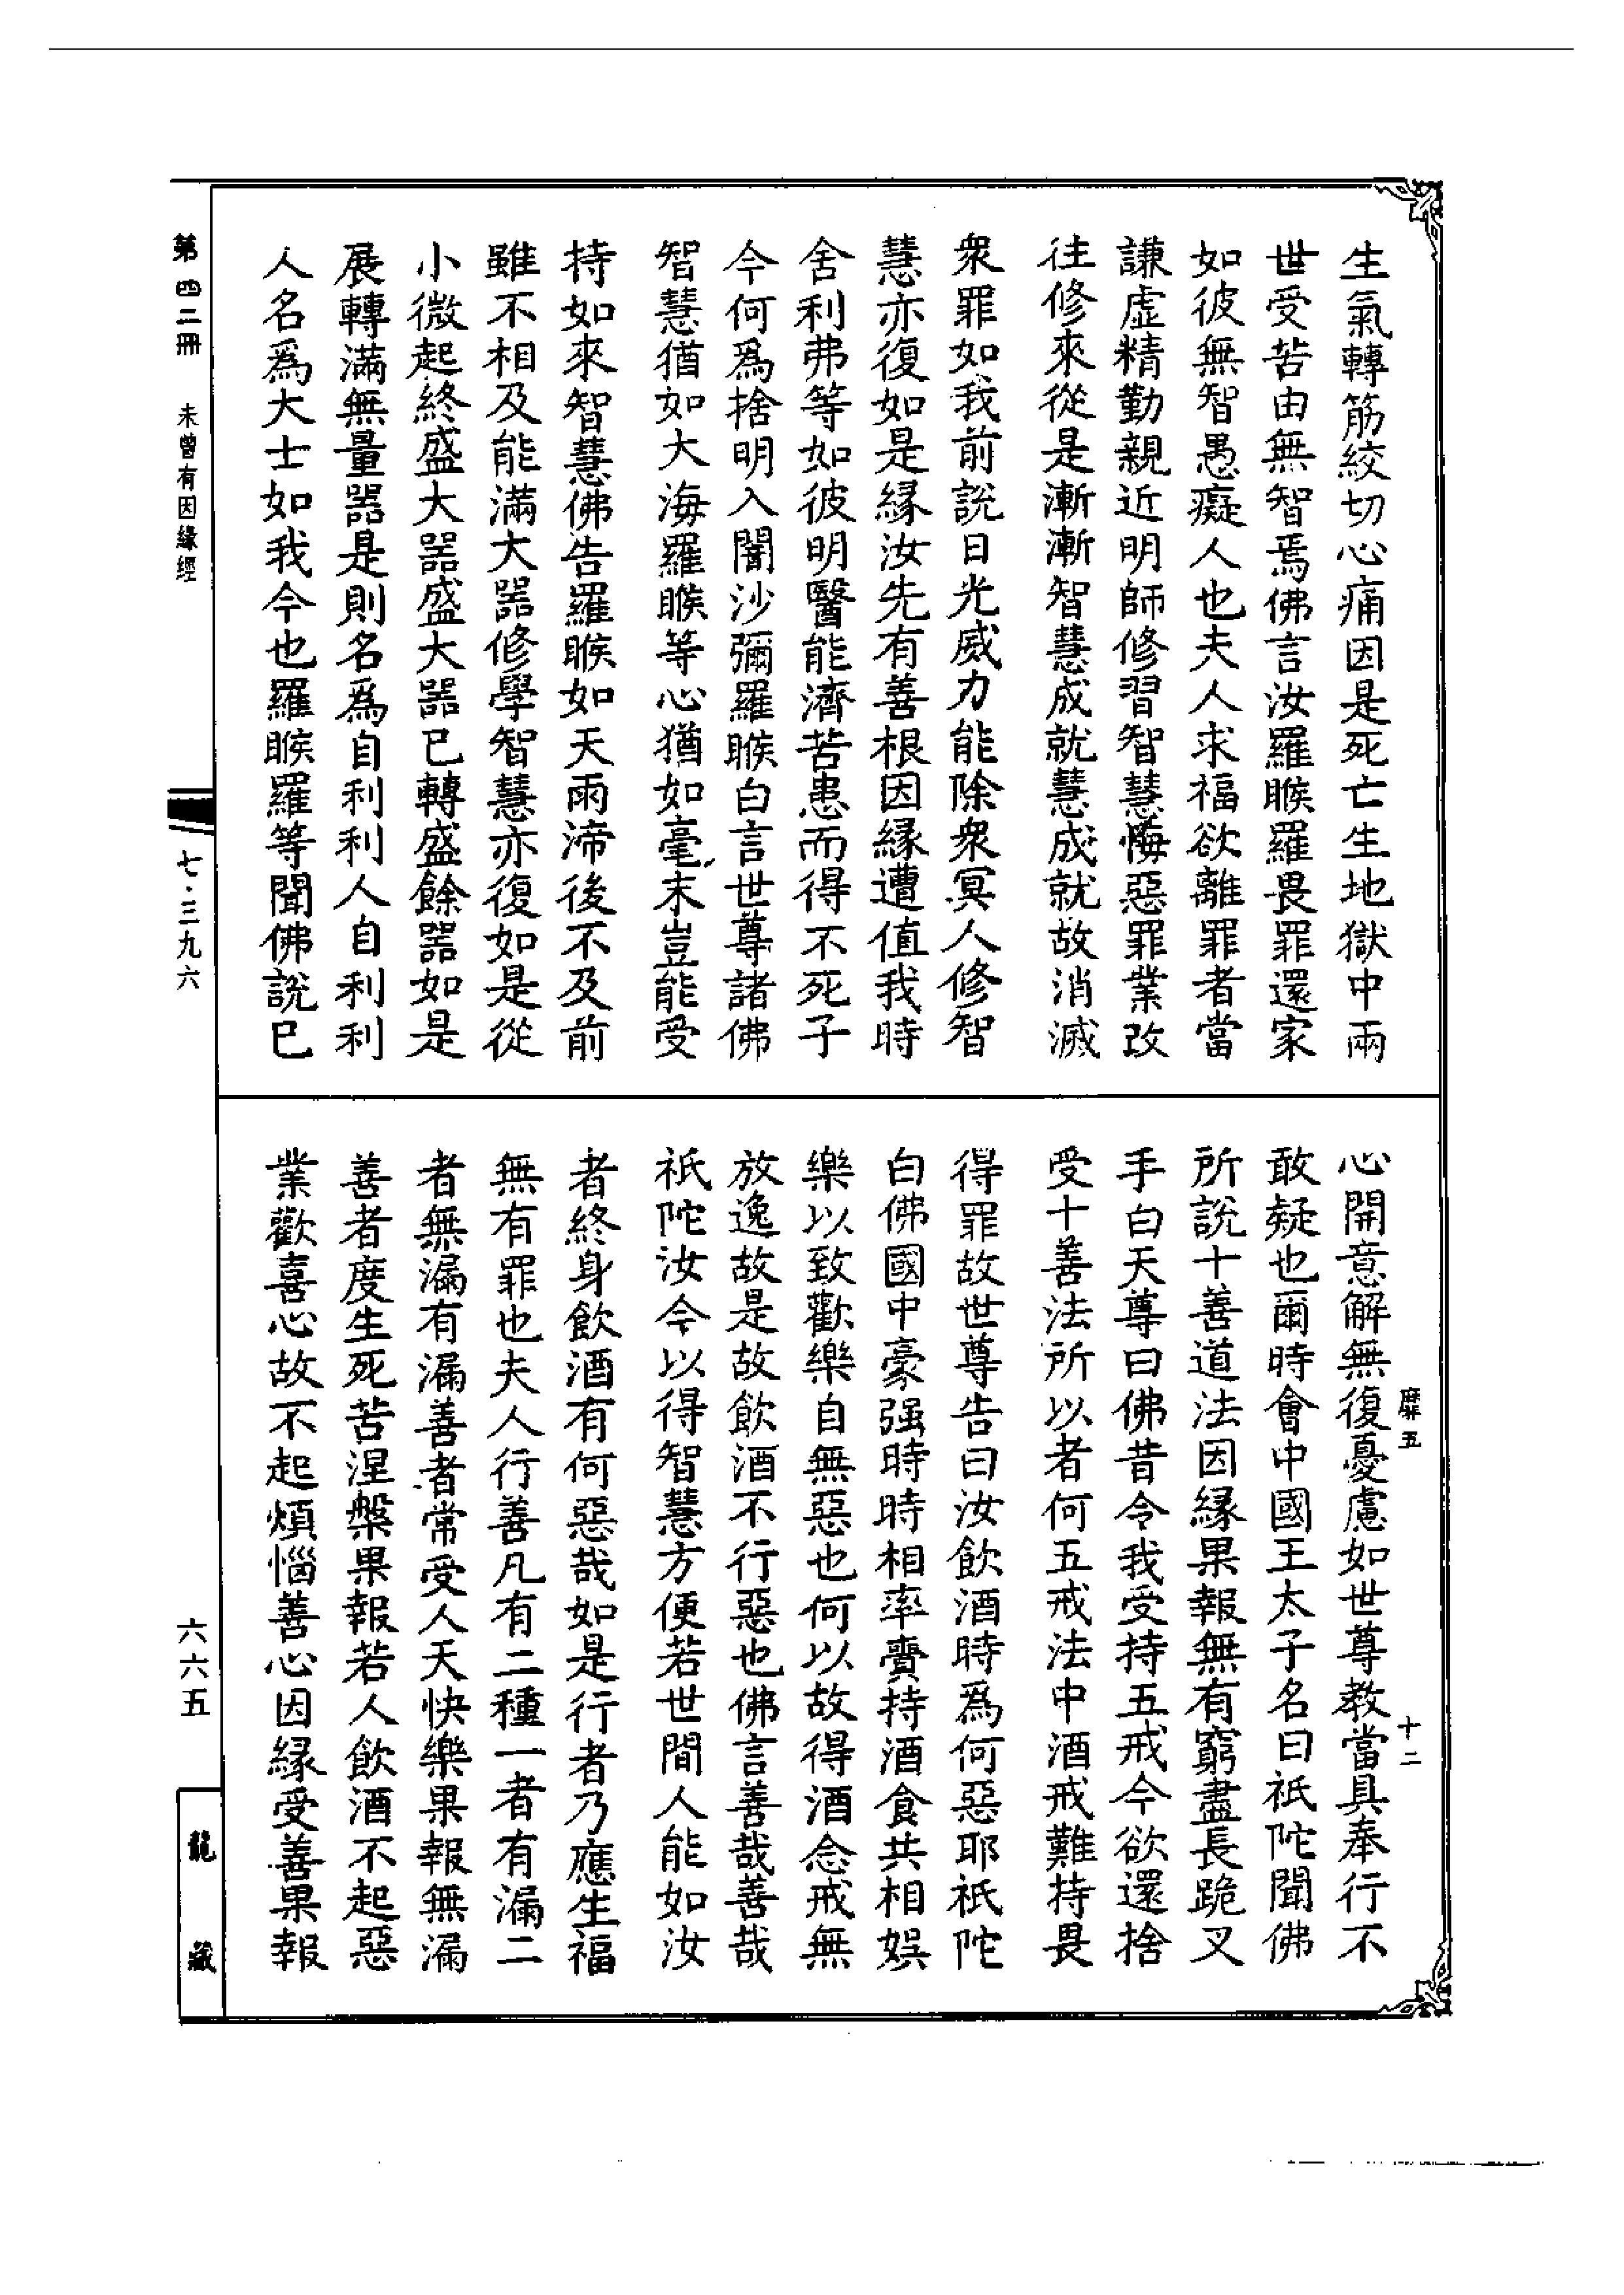 生氣轉筋絞切心痛因是死亡生地獄中兩
世受苦由無智焉佛言汝羅睺羅畏罪還家
如彼無智愚癡人也夫人求福欲離罪者當
謙虛精勤親近明師修習智慧悔惡罪業改
往修來從是漸漸智慧成就慧成就故消滅
衆罪如我前說日光威力能除衆冥人修智
慧亦復如是緣汝先有善根因緣遭值我時
舍利弗等如彼明醫能濟苦患而得不死子
今何爲捨明入闇沙彌羅睺白言世尊諸佛
智慧猶如大海羅睺等心猶如毫末豈能受
持如來智慧佛告羅睺如天雨渧後不及前
雖不相及能滿大器修學智慧亦復如是從
小微起終盛大器盛大器已轉盛餘器如是
展轉滿無量器是則名爲自利利人自利利
人名爲大士如我今也羅睺羅等聞佛說已
心開意解無復憂慮如世尊教當具奉行不
敢疑也爾時會中國王太子名曰祇陀聞佛
所說十善道法因緣果報無有窮盡長跪叉
手白天尊曰佛昔令我受持五戒今欲還捨
受十善法所以者何五戒法中酒戒難持畏
得罪故世尊告曰汝飲酒時爲何惡耶祇陀
白佛國中豪强時時相率賷持酒食共相娛
樂以致歡樂自無惡也何以故得酒念戒無
放逸故是故飲酒不行惡也佛言善哉善哉
祇陀汝今以得智慧方便若世間人能如汝
者終身飲酒有何惡哉如是行者乃應生福
無有罪也夫人行善凡有二種一者有漏二
者無漏有漏善者常受人天快樂果報無漏
善者度生死苦涅槃果報若人飲酒不起惡
業歡喜心故不起煩惱善心因緣受善果報
靡五
十二
第四二冊
未曾有因緣經
七·三九六
六六五
龍藏